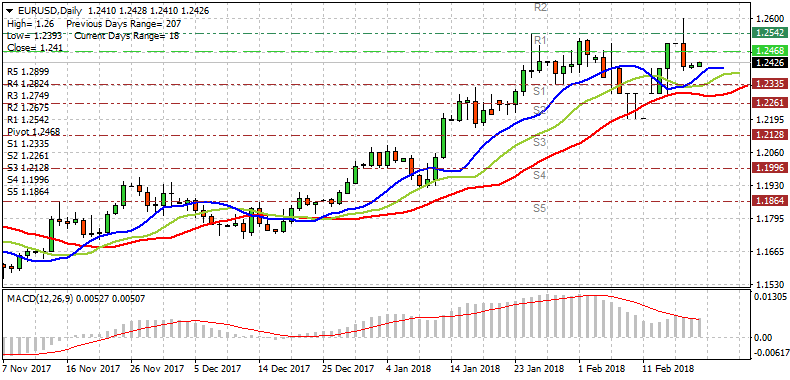 EURUSD,Daily 1.2410 1.2428 1.2410 1.2426
High= 1.26 Previous Days Range= 207
Low= 1.2393 Current Days Range= 18
Close= 1.241
R5 1.2899
R4 1.2824
R3 1.2749
R2 1.2675
R1 1.2542
Pivot 1.2468
S1 1.2335
S2 1.2261
S3 1.2128
S4 1.1996
S5 1.1864
R2
R1
S1
S2
S3
S4
S5
1.2600
1.2542
1.2468
1.2426
1.2335
1.2261
1.2195
1.2128
1.2060
1.1996
1.1930
1.1864
1.1795
1.1665
1.1530
MACD(12,26,9) 0.00527 0.00507
0.01305
0.00
-0.00617
7 Nov 2017 16 Nov 2017 26 Nov 2017 5 Dec 2017 14 Dec 2017 25 Dec 2017 4 Jan 2018 14 Jan 2018 23 Jan 2018 1 Feb 2018 11 Feb 2018